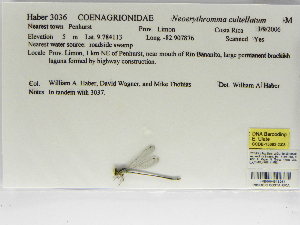 Haber 3036 COENAGRIONIDAE Neoerythromma cultellatum M
Nearest town Penhurst Prov Limon Costa Rica 3/9/2006
Elevation 5 m Lat. 9.784113 Long. -82.907876 Scanned Yes
Nearest water source: roadside swamp
Locale Prov. Limon, 1 km NE of Penhurst, near mouth of Rio Bananito, large permanent brackish
laguna formed by highway construction.
Col. William A. Haber, David Wagner, and Mike Thomas Det. William A. Haber
Notes In tandem with 3037.
DNA Barcoding